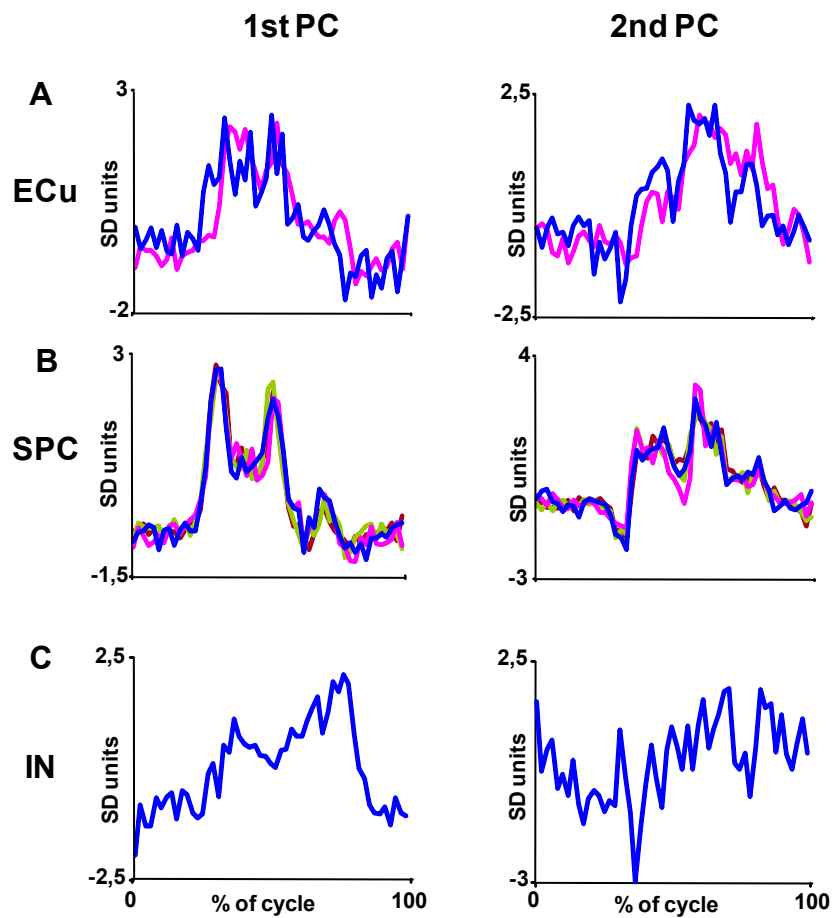 1st PC
2nd PC
A
ECu
3
SD units
-2
2,5
SD units
-2,5
B
SPC
3
SD units
-1,5
4
SD units
-3
C
IN
2,5
SD units
-2,5
0
% of cycle
100
2,5
SD units
-3
0
% of cycle
100